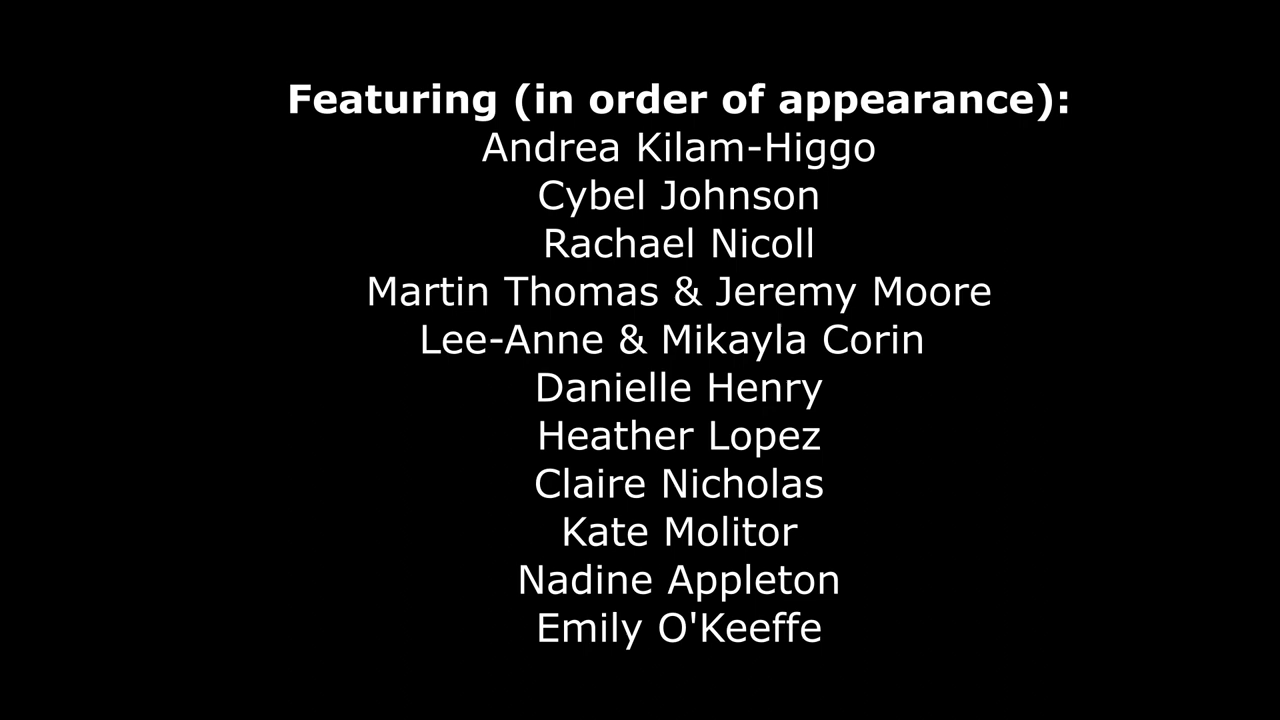 Featuring (in order of appearance):
Andrea Kilam-Higgo
Cybel Johnson
Rachael Nicoll
Martin Thomas & Jeremy Moore
Lee-Anne & Mikayla Corin
Danielle Henry
Heather Lopez
Claire Nicholas
Kate Molitor
Nadine Appleton
Emily O'Keeffe